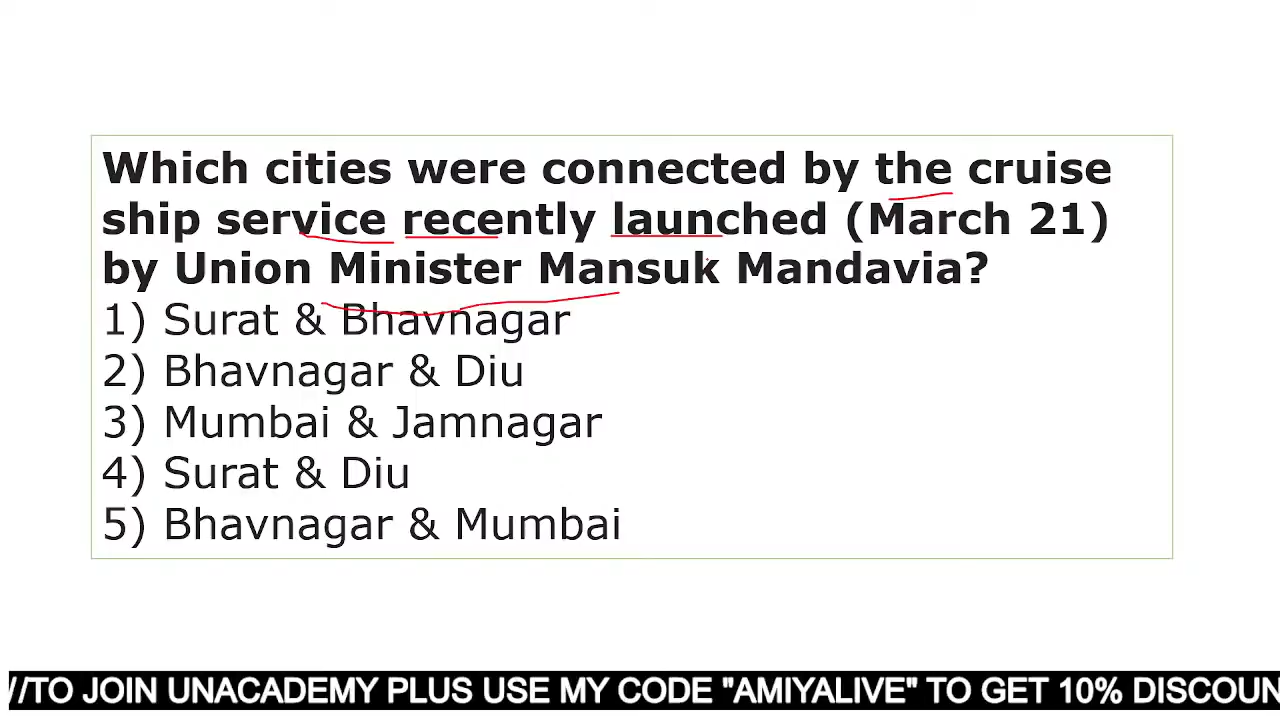 Which cities were connected by the cruise
ship service recently launched (March 21)
by Union Minister Mansuk Mandavia?
1) Surat & Bhavnagar
2) Bhavnagar & Diu
3) Mumbai & Jamnagar
4) Surat & Diu
5) Bhavnagar & Mumbai
//TO JOIN UNACADEMY PLUS USE MY CODE "AMIYALIVE" TO GET 10% DISCOUN